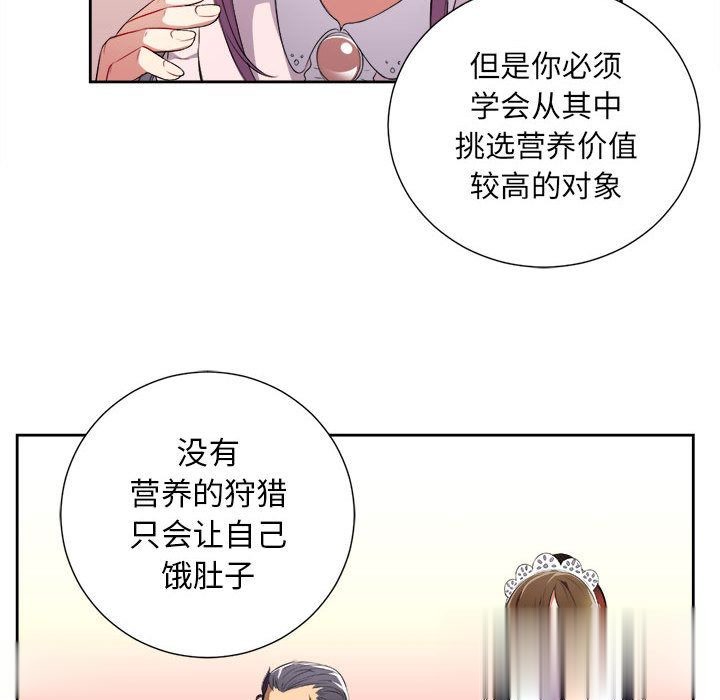 但是你必须
学会从其中
挑选营养价值
较高的对象
没有
营养的狩猎
只会让自己
饿肚子